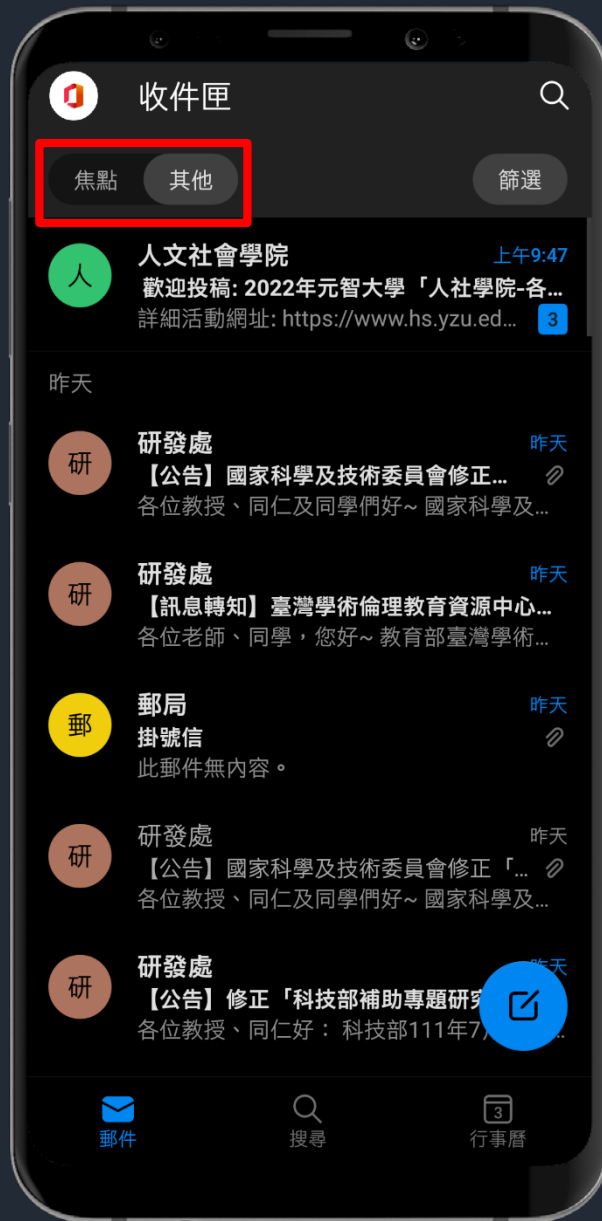 收件匣
焦點 其他 篩選
人
人文社會學院 上午9:47
歡迎投稿: 2022年元智大學「人社學院-各...
詳細活動網址: https://www.hs.yzu.ed... 3
昨天
研
研發處 昨天
【公告】國家科學及技術委員會修正...
各位教授、同仁及同學們好~ 國家科學及...
研
研發處 昨天
【訊息轉知】臺灣學術倫理教育資源中心...
各位老師、同學，您好~ 教育部臺灣學術...
郵
郵局 昨天
掛號信
此郵件無內容。
研
研發處 昨天
【公告】國家科學及技術委員會修正「...
各位教授、同仁及同學們好~ 國家科學及...
研
研發處 昨天
【公告】修正「科技部補助專題研究
各位教授、同仁好： 科技部111年7
郵件 搜尋 3 行事曆